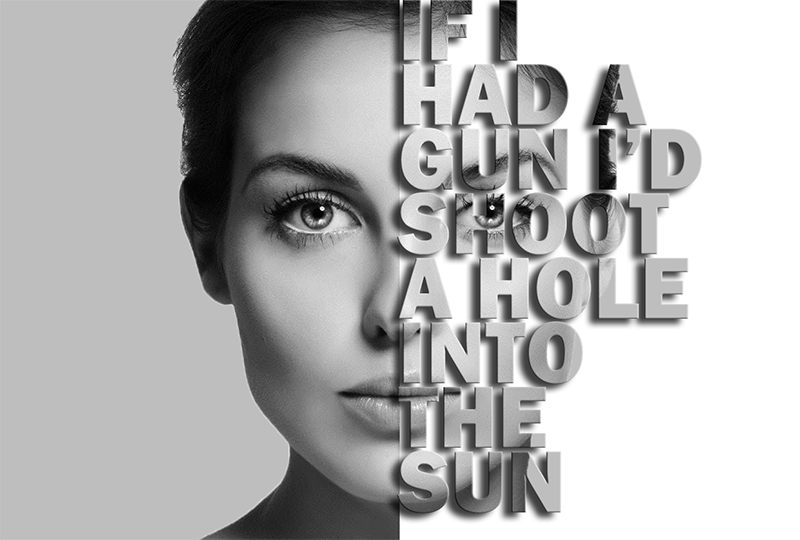 IF I
HAD A
GUN I'D
SHOOT
A HOLE
INTO
THE
SUN